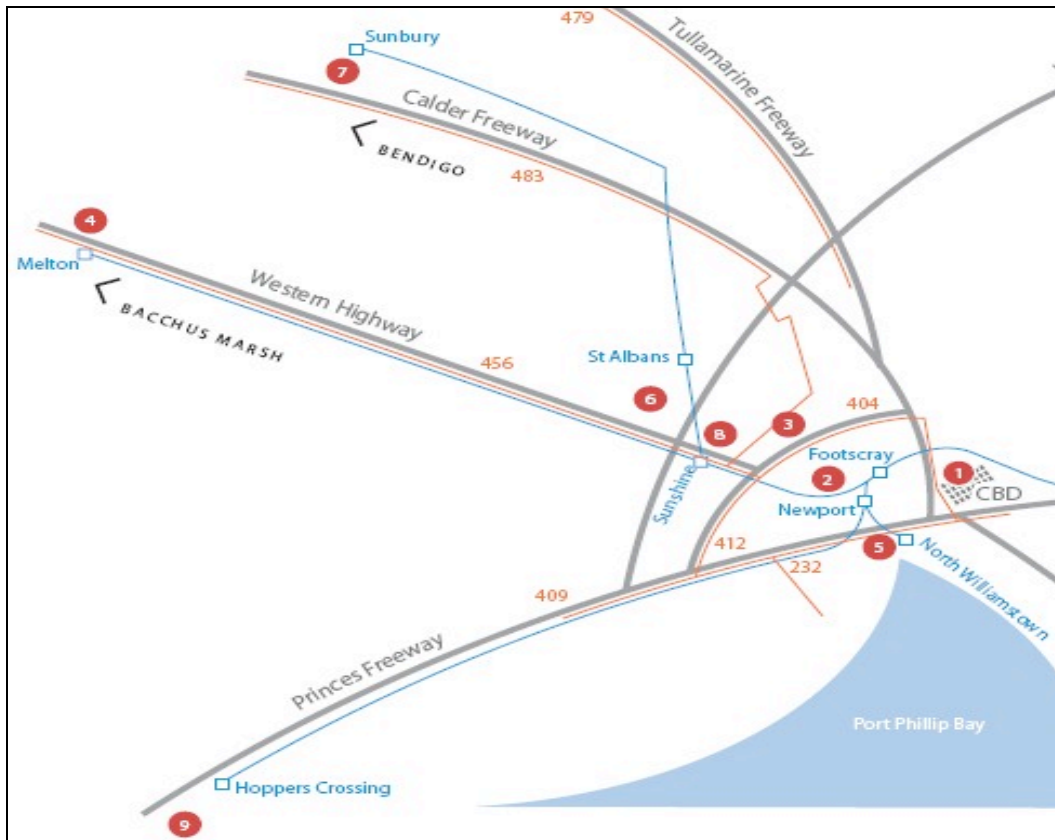 479
Tullamarine Freeway
Sunbury
7
Calder Freeway
BENDIGO
483
4
Melton
Western Highway
BACCHUS MARSH
456
St Albans
6
8
3
404
Footscray
1
2
CBD
Sunshine
Newport
412
5
North Williamstown
232
409
Princes Freeway
Port Phillip Bay
Hoppers Crossing
9